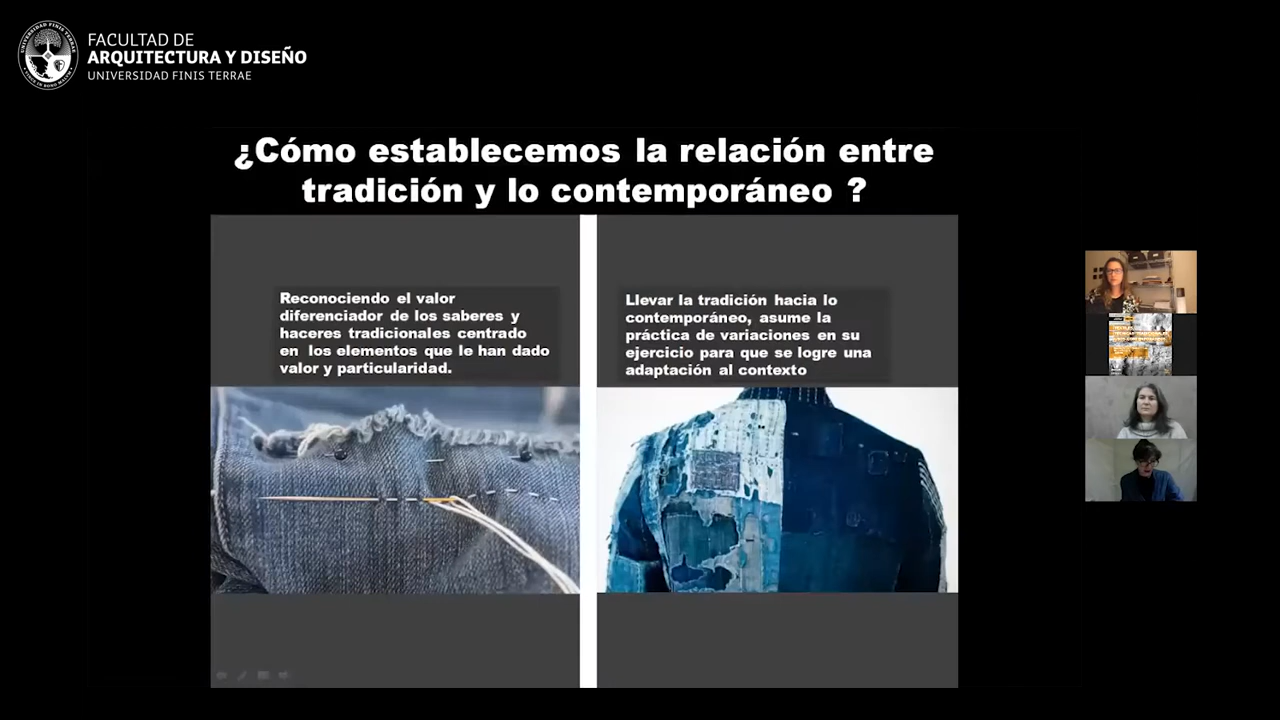 FACULTAD DE
ARQUITECTURA Y DISEÑO
UNIVERSIDAD FINIS TERRAE
¿Cómo establecemos la relación entre
tradición y lo contemporáneo ?
Reconociendo el valor
diferenciador de los saberes y
haceres tradicionales centrado
en los elementos que le han dado
valor y particularidad.
Llevar la tradición hacia lo
contemporáneo, asume la
práctica de variaciones en su
ejercicio para que se logre una
adaptación al contexto